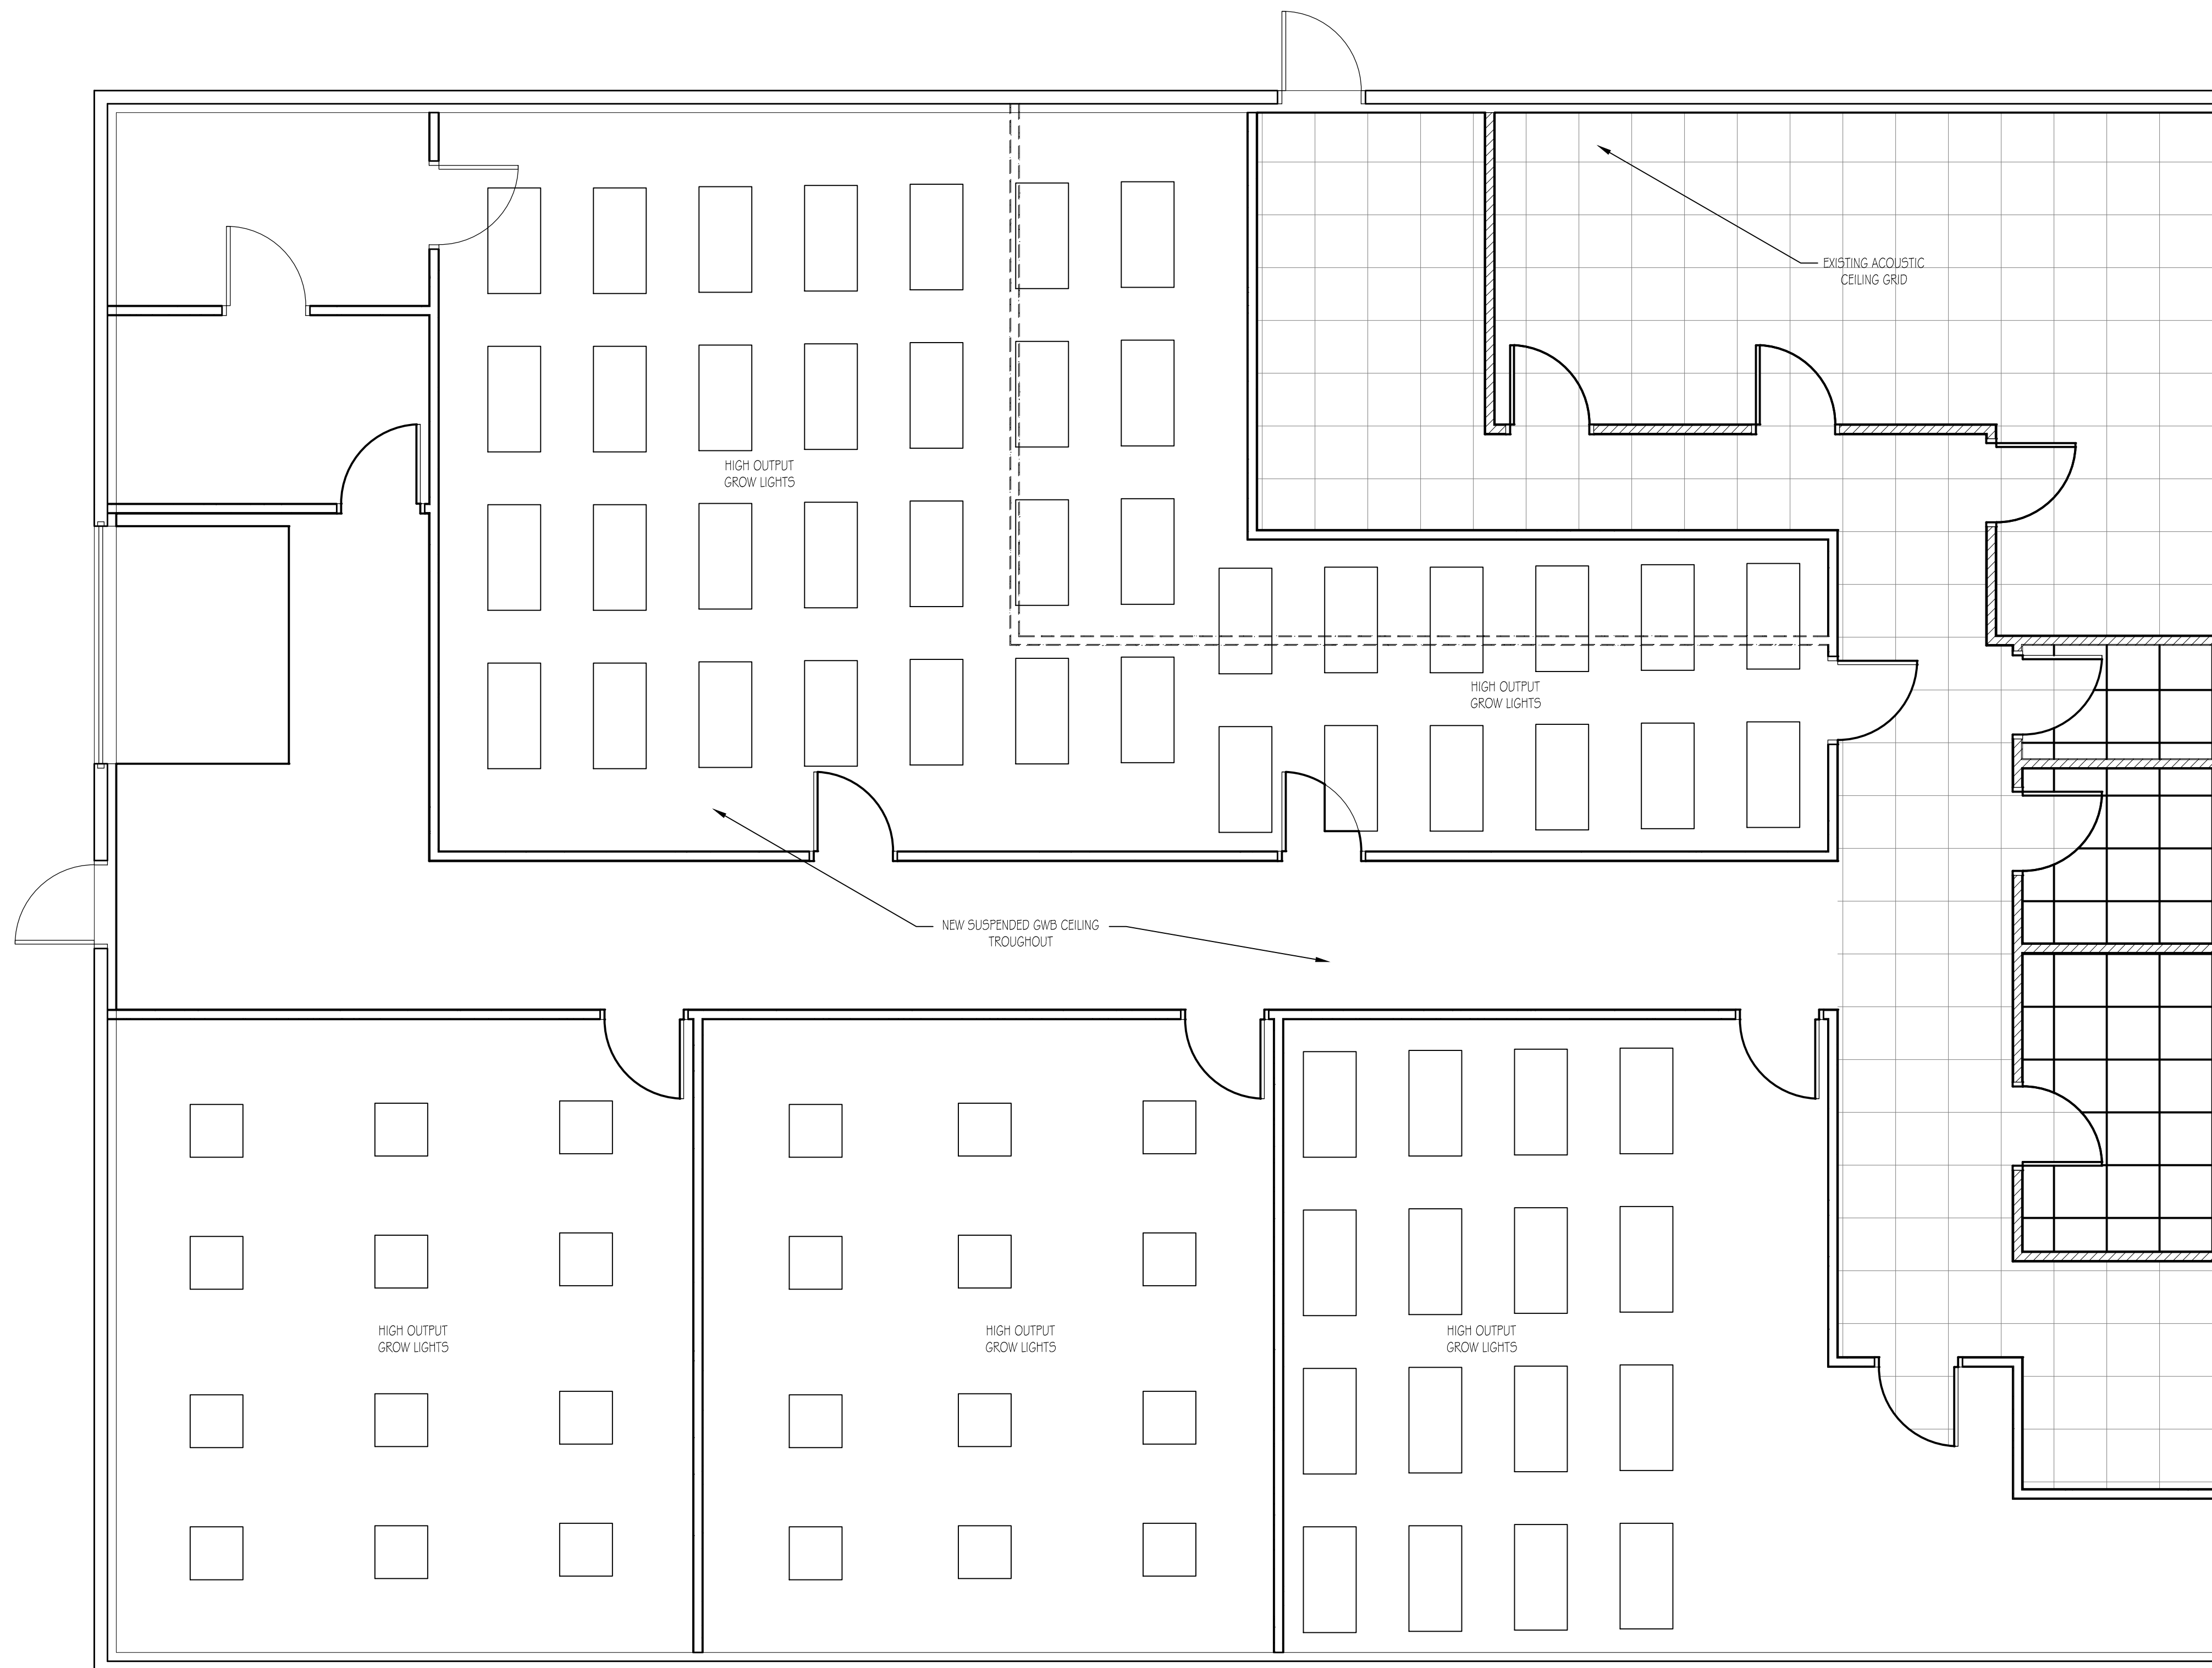 EXISTING ACOUSTIC
CEILING GRID
HIGH OUTPUT
GROW LIGHTS
HIGH OUTPUT
GROW LIGHTS
NEW SUSPENDED GWB CEILING
TROUGHOUT
HIGH OUTPUT
GROW LIGHTS
HIGH OUTPUT
GROW LIGHTS
HIGH OUTPUT
GROW LIGHTS